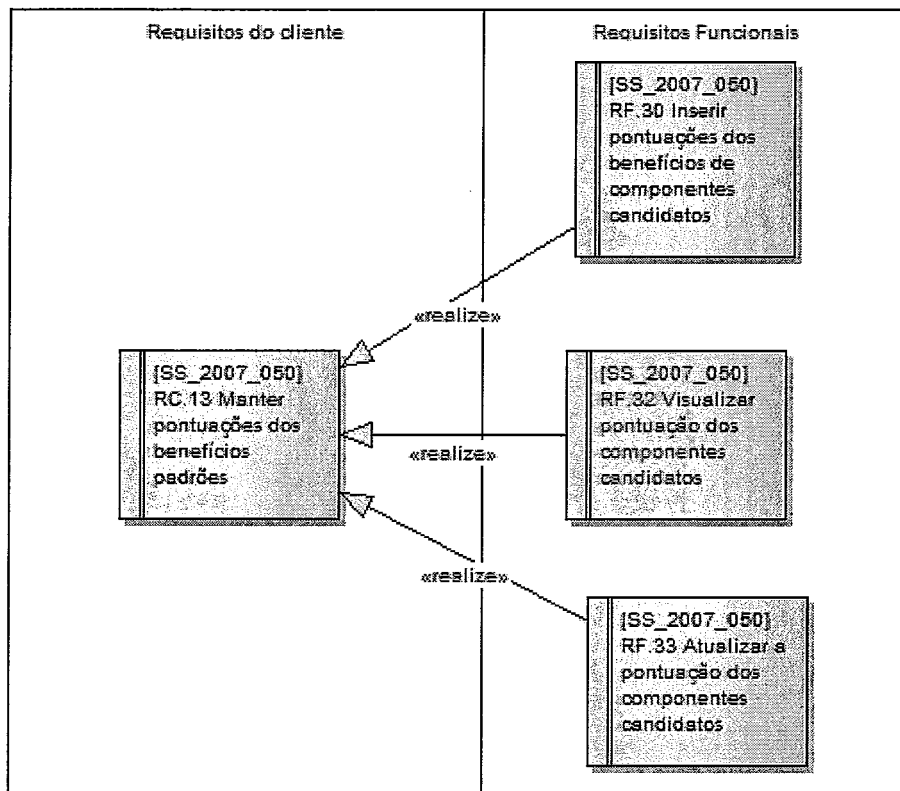 Requisitos do cliente
Requisitos Funcionais
[SS_2007_050]
RF.30 Inserir
pontuações dos
benefícios de
componentes
candidatos
«realize»
[SS_2007_050]
RC.13 Manter
pontuações dos
benefícios
padrões
[SS_2007_050]
RF.32 Visualizar
pontuação dos
componentes
candidatos
«realize»
«realize»
[SS_2007_050]
RF.33 Atualizar a
pontuação dos
componentes
candidatos